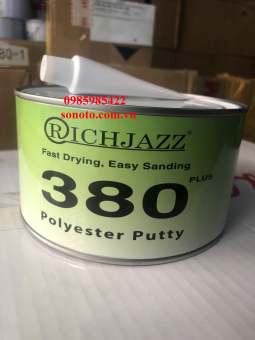 0985985422
sonoto.com.vn
RICHJAZZ®
Fast Drying, Easy Sanding
380 PLUS
Polyester Putty